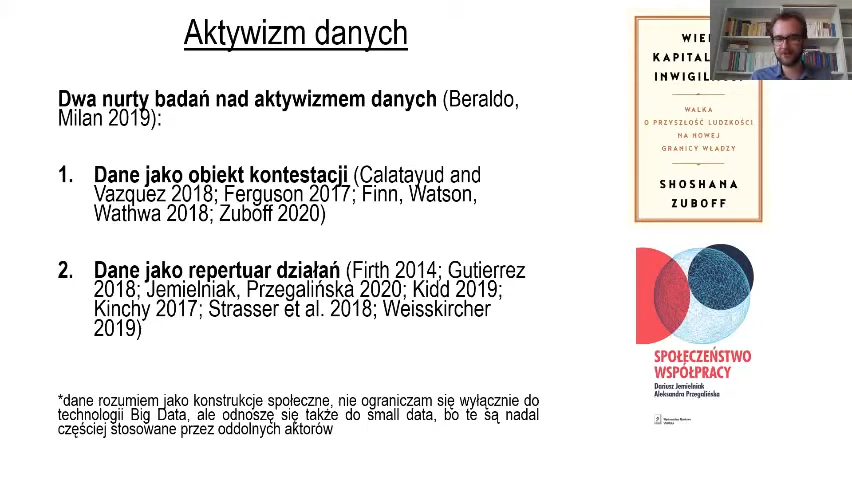 Aktywizm danych
Dwa nurty badań nad aktywizmem danych (Beraldo,
Milan 2019):
1. Dane jako obiekt kontestacji (Calatayud and
Vazquez 2018; Ferguson 2017; Finn, Watson,
Wathwa 2018; Zuboff 2020)
2. Dane jako repertuar działań (Firth 2014; Gutierrez
2018; Jemielniak, Przegalińska 2020; Kidd 2019;
Kinchy 2017; Strasser et al. 2018; Weisskircher
2019)
*dane rozumiem jako konstrukcje społeczne, nie ograniczam się wyłącznie do
technologii Big Data, ale odnoszę się także do small data, bo te są nadal
częściej stosowane przez oddolnych aktorów
WALKA
O PRZYSZŁOŚĆ LUDZKOŚCI
NA NOWEJ
GRANICY WŁADZY
SHOSHANA
ZUBOFF
SPOŁECZEŃSTWO
WSPÓŁPRACY
Dariusz Jemielniak
Aleksandra Przegalińska